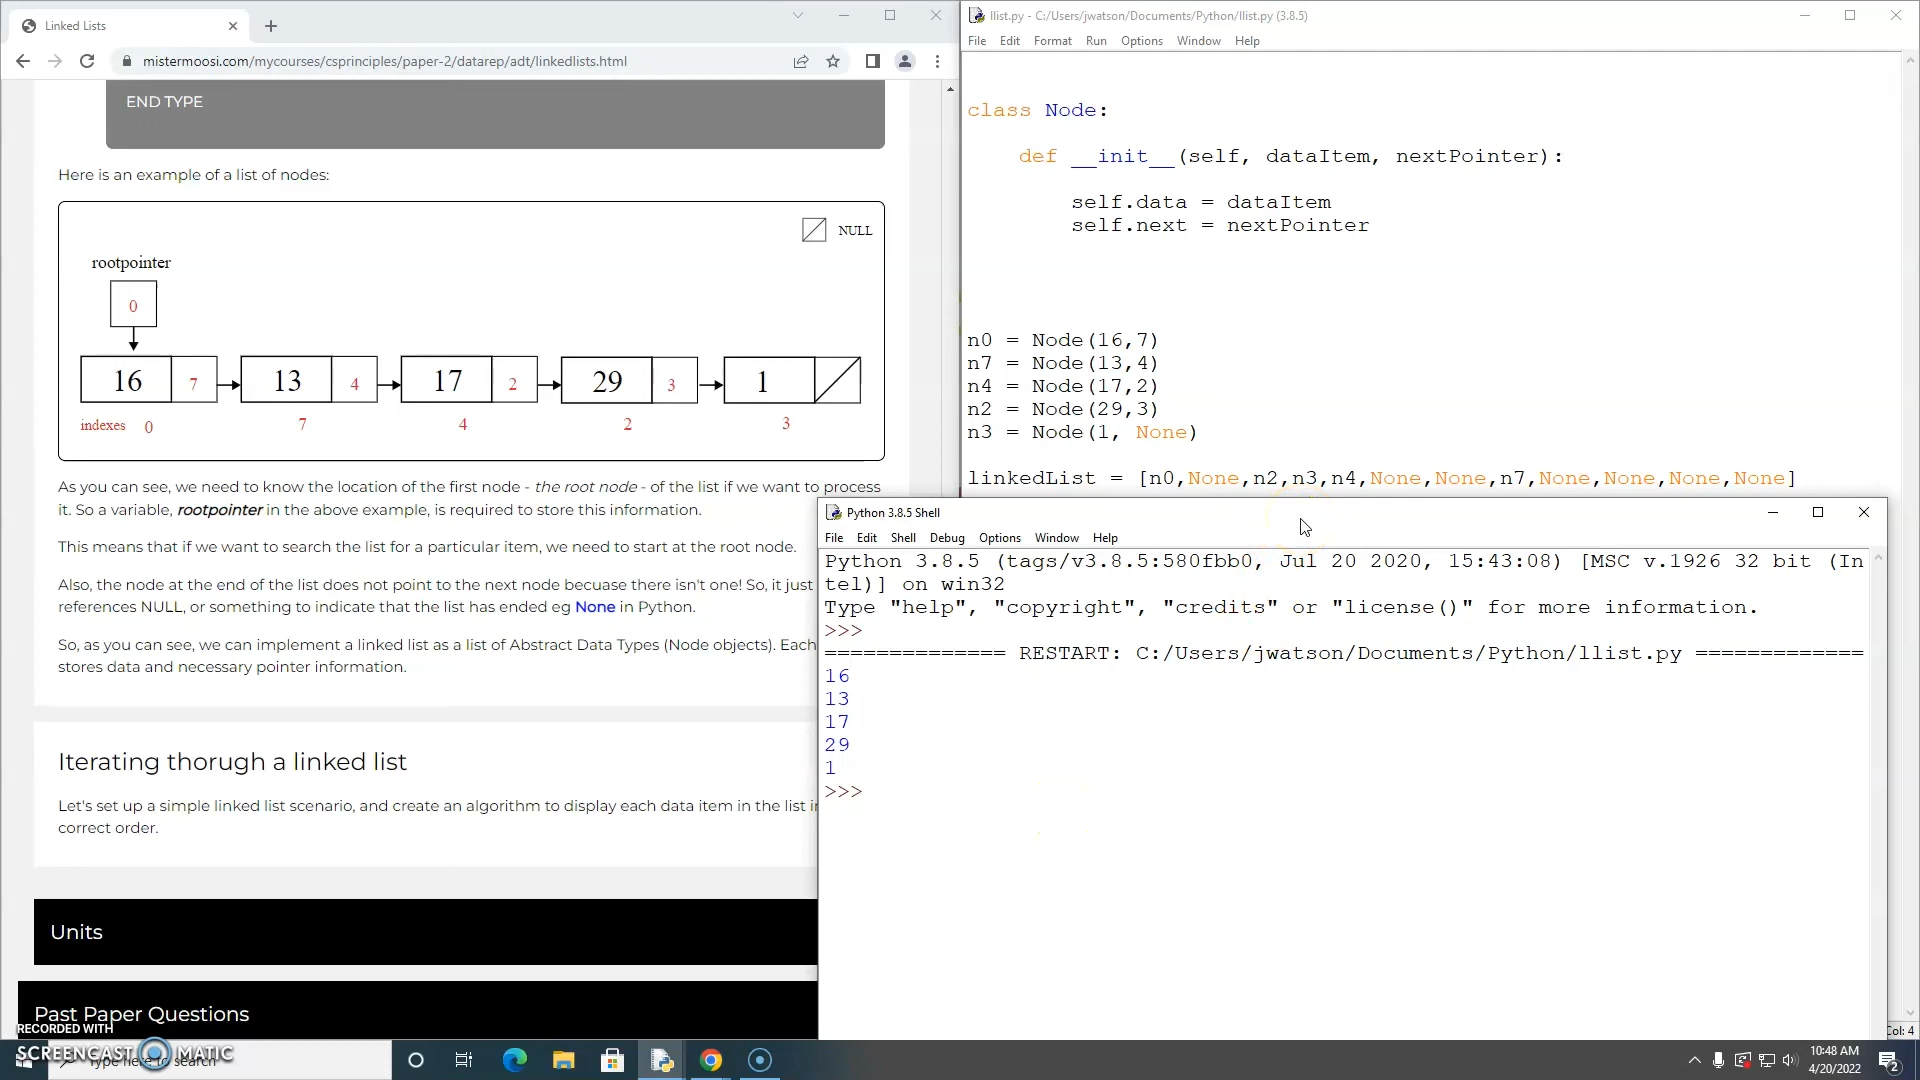 Linked Lists
mistermoosi.com/mycourses/csprinciples/paper-2/datarep/adt/linkedlists.html
END TYPE
Here is an example of a list of nodes:
NULL
rootpointer
0
16 7 13 4 17 2 29 3 1
indexes 0 7 4 2 3
As you can see, we need to know the location of the first node - the root node - of the list if we want to process
it. So a variable, rootpointer in the above example, is required to store this information.
This means that if we want to search the list for a particular item, we need to start at the root node.
Also, the node at the end of the list does not point to the next node becuase there isn't one! So, it just
references NULL, or something to indicate that the list has ended eg None in Python.
So, as you can see, we can implement a linked list as a list of Abstract Data Types (Node objects). Each
stores data and necessary pointer information.
Iterating thorugh a linked list
Let's set up a simple linked list scenario, and create an algorithm to display each data item in the list
correct order.
Units
Past Paper Questions
llist.py - C:/Users/jwatson/Documents/Python/llist.py (3.8.5)
File Edit Format Run Options Window Help
class Node:
def __init__(self, dataItem, nextPointer):
self.data = dataItem
self.next = nextPointer
n0 = Node(16,7)
n7 = Node(13,4)
n4 = Node(17,2)
n2 = Node(29,3)
n3 = Node(1, None)
linkedList = [n0,None,n2,n3,n4,None,None,n7,None,None,None,None]
Python 3.8.5 Shell
File Edit Shell Debug Options Window Help
Python 3.8.5 (tags/v3.8.5:580fbb0, Jul 20 2020, 15:43:08) [MSC v.1926 32 bit (In
tel)] on win32
Type "help", "copyright", "credits" or "license()" for more information.
>>>
============== RESTART: C:/Users/jwatson/Documents/Python/llist.py =============
16
13
17
29
1
>>>
Col: 4
RECORDED WITH
SCREENCAST MATIC
Type here to search
10:48 AM
4/20/2022
2